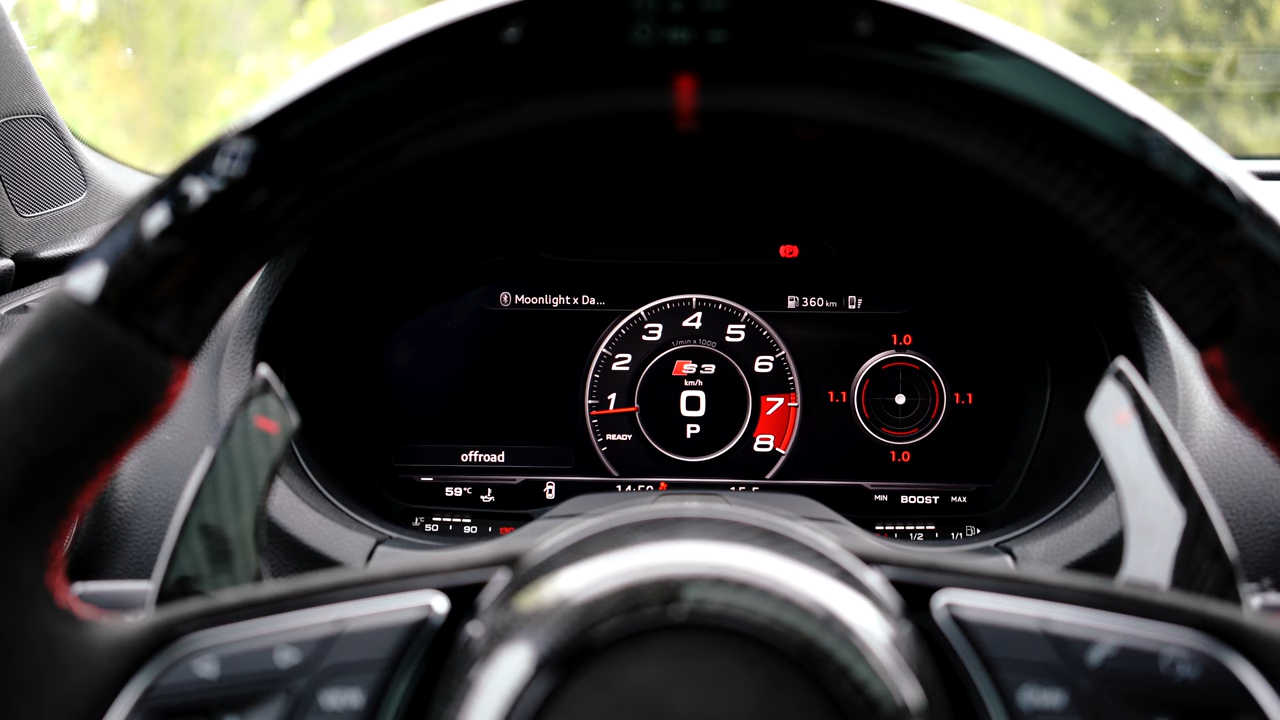 Moonlight x Da...
360 km
1 2 3 4 5 6 7 8
1/min x 1000
S3
km/h
0
P
READY
1.0
1.1
1.1
1.0
offroad
59°C
MIN BOOST MAX
°C
50 90
1/2 1/1